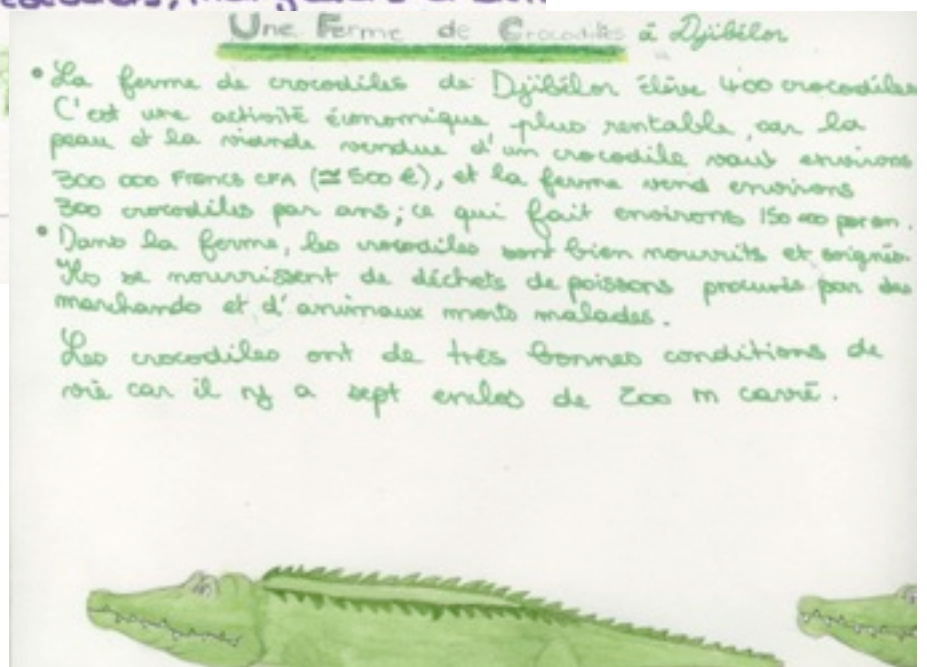 Une Ferme de Crocodiles à Djibélor
• La ferme de crocodiles de Djibélor élève 400 crocodiles
C'est une activité économique plus rentable, car la
peau et la viande vendue d'un crocodile vaut environs
300 000 Francs CFA (≃ 500 €), et la ferme vend environs
300 crocodiles par ans; ce qui fait environs 150 000 par an.
• Dans la ferme, les crocodiles sont bien nourrits et soignés.
Ils se nourrissent de déchets de poissons procurés par des
marchands et d'animaux morts malades.
Les crocodiles ont de très bonnes conditions de
vie car il ny a sept enclos de 200 m carré.